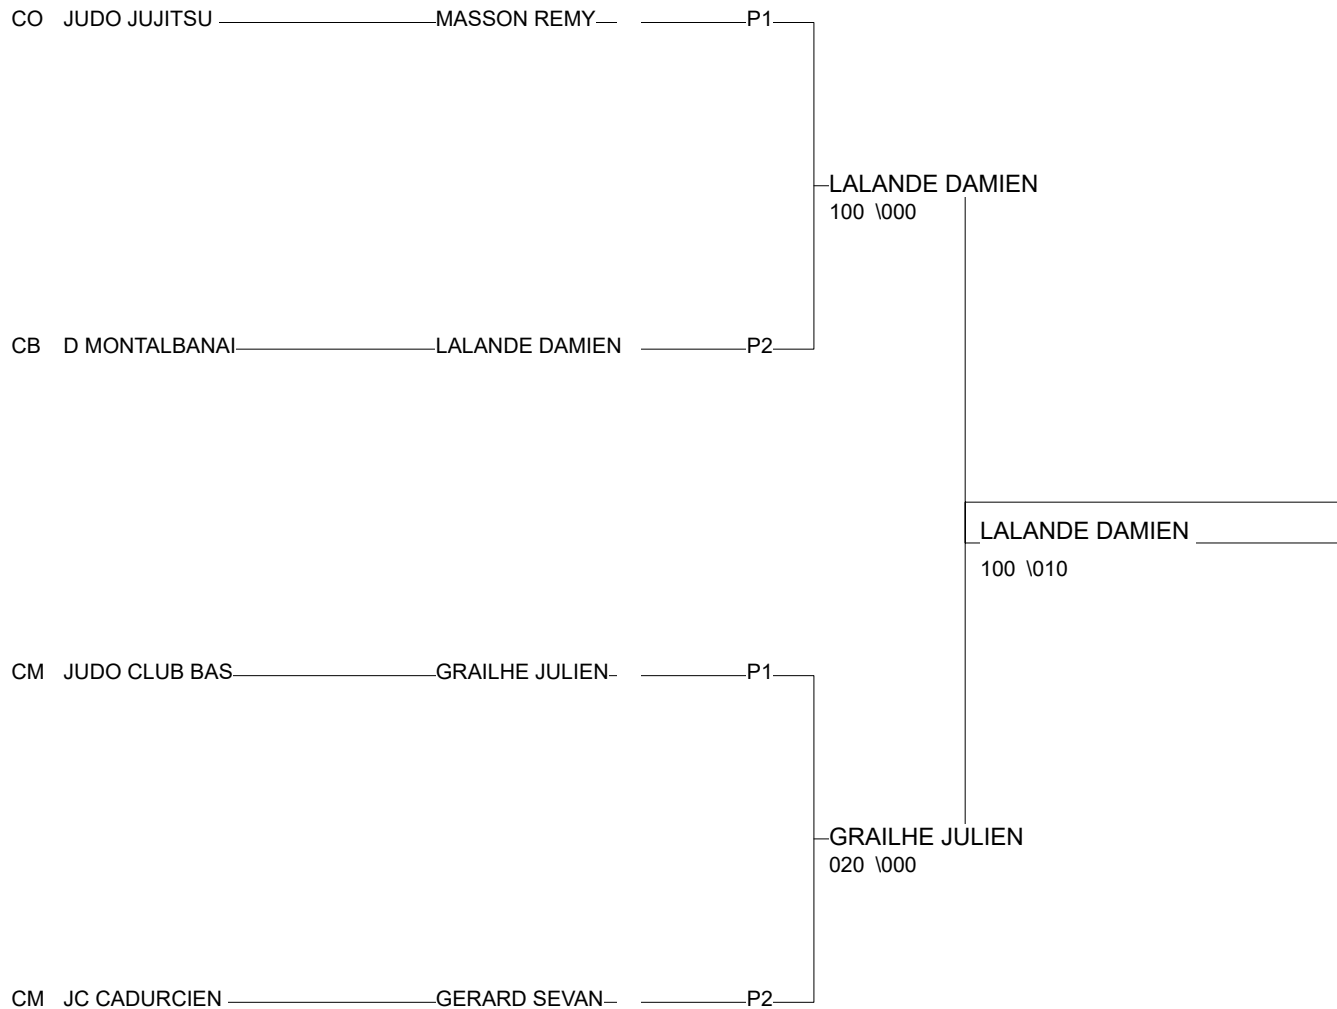 CO JUDO JUJITSU MASSON REMY P1
LALANDE DAMIEN
100 \000
CB D MONTALBANAI LALANDE DAMIEN P2
LALANDE DAMIEN
100 \010
CM JUDO CLUB BAS GRAILHE JULIEN P1
GRAILHE JULIEN
020 \000
CM JC CADURCIEN GERARD SEVAN P2